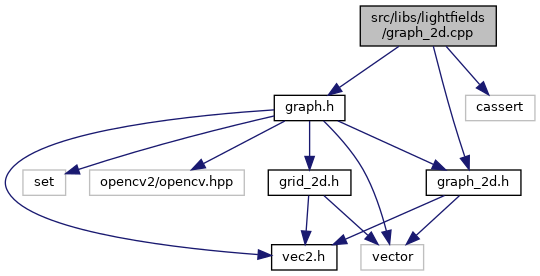 src/libs/lightfields
/graph_2d.cpp
graph.h
cassert
set
opencv2/opencv.hpp
grid_2d.h
graph_2d.h
vec2.h
vector